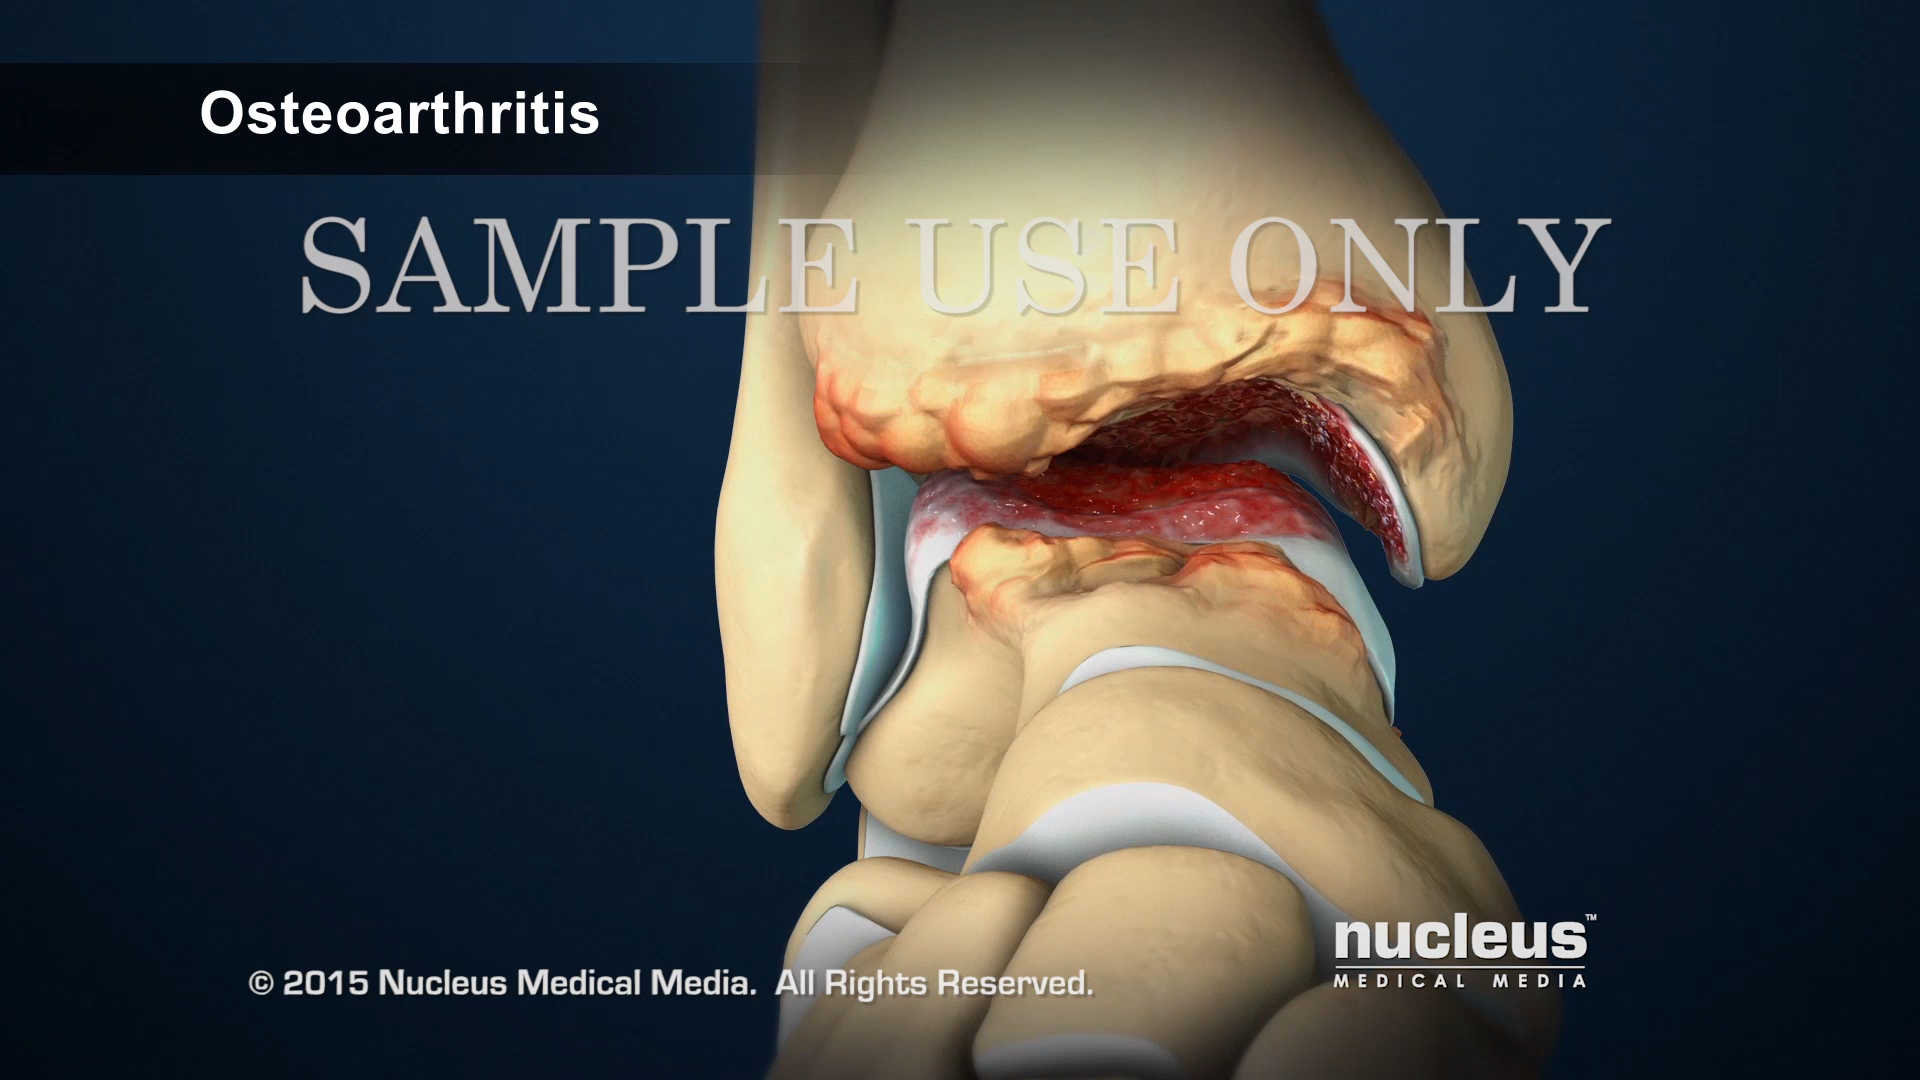 Osteoarthritis
SAMPLE USE ONLY
nucleus™
MEDICAL MEDIA
© 2015 Nucleus Medical Media. All Rights Reserved.